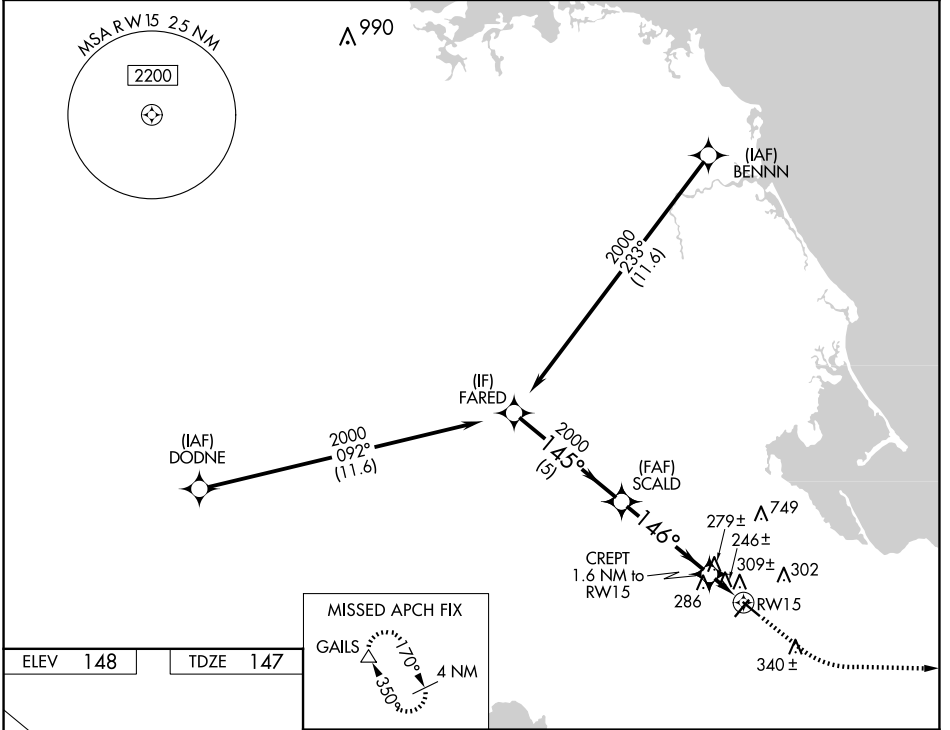 MSA RW15 25 NM
2200
990
(IAF)
BENNN
2000
233°
(11.6)
(IF)
FARED
(IAF)
DODNE
2000
092°
(11.6)
2000
145°
(5)
(FAF)
SCALD
146°
279±
749
246±
309±
302
CREPT
1.6 NM to
RW15
286
RW15
340±
MISSED APCH FIX
GAILS
170°
4 NM
350°
ELEV 148
TDZE 147